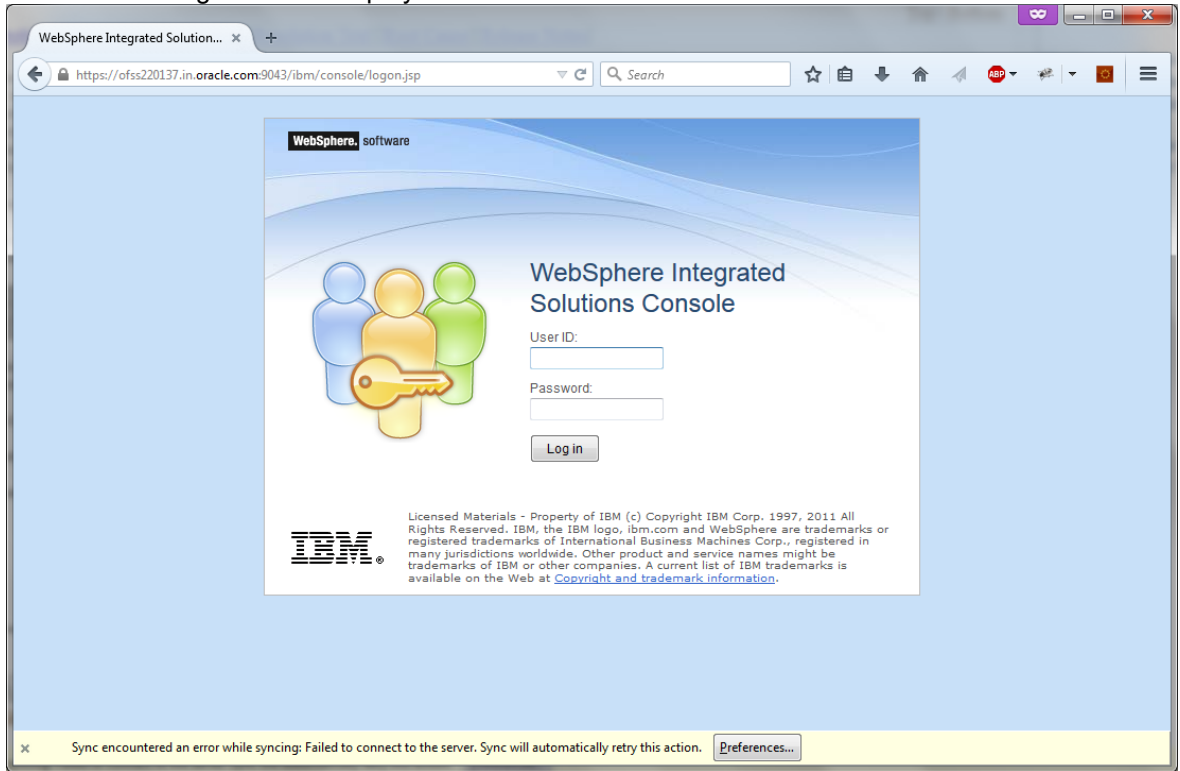 WebSphere Integrated Solution... × +
https://ofss220137.in.oracle.com:9043/ibm/console/logon.jsp Search ABP
WebSphere. software
WebSphere Integrated
Solutions Console
User ID:
Password:
Log in
IBM®
Licensed Materials - Property of IBM (c) Copyright IBM Corp. 1997, 2011 All
Rights Reserved. IBM, the IBM logo, ibm.com and WebSphere are trademarks or
registered trademarks of International Business Machines Corp., registered in
many jurisdictions worldwide. Other product and service names might be
trademarks of IBM or other companies. A current list of IBM trademarks is
available on the Web at Copyright and trademark information.
× Sync encountered an error while syncing: Failed to connect to the server. Sync will automatically retry this action. Preferences...